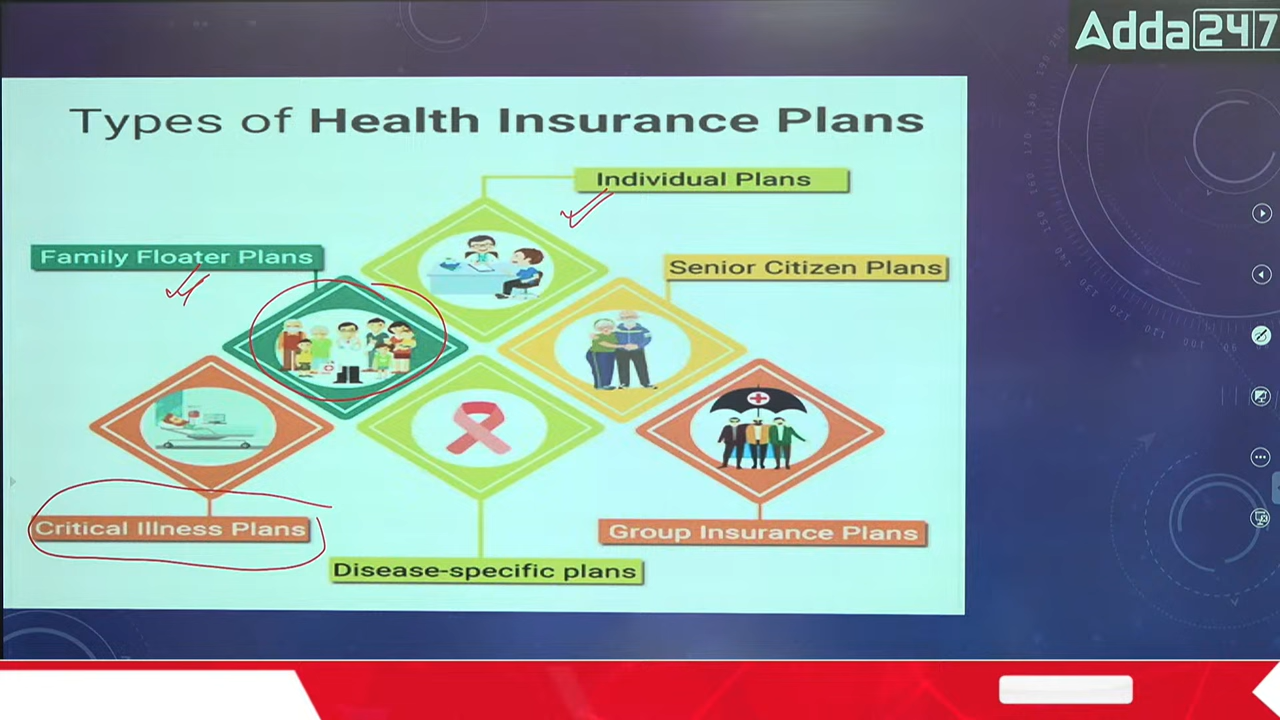 Adda247
Types of Health Insurance Plans
Individual Plans
Family Floater Plans
Senior Citizen Plans
Critical Illness Plans
Group Insurance Plans
Disease-specific plans